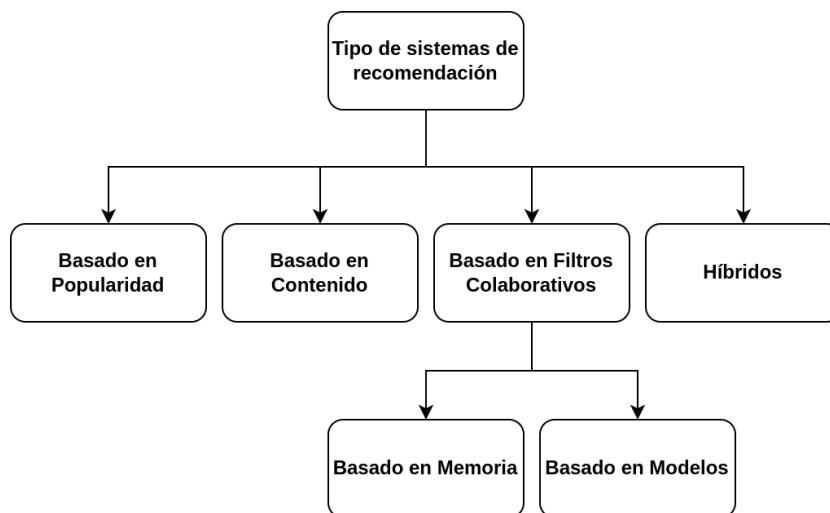 Tipo de sistemas de
recomendación
Basado en
Popularidad
Basado en
Contenido
Basado en Filtros
Colaborativos
Híbridos
Basado en Memoria
Basado en Modelos